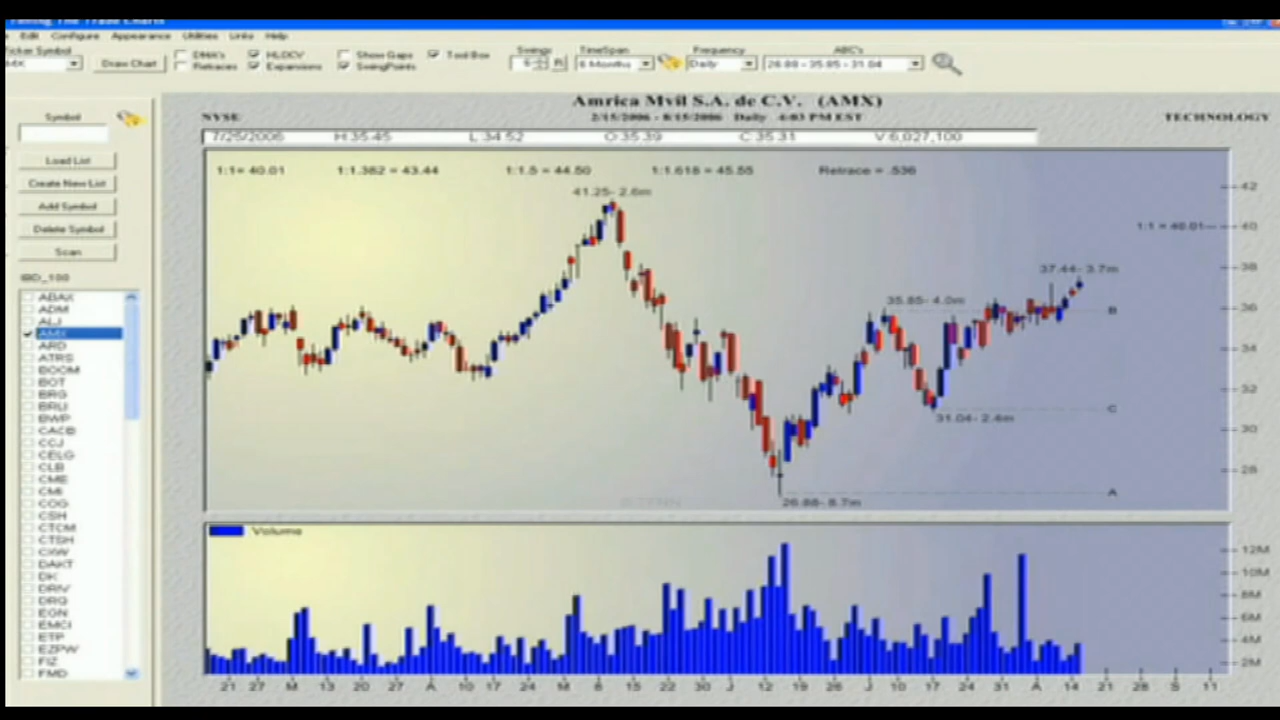 Edit Configure Appearance Utilities Links Help
Ticker Symbol
Draw Chart
DMA's
Retraces
HLOCV
Expansions
Show Gaps
SwingPoints
Tool Box
Swings
TimeSpan
6 Months
Frequency
Daily
ABC's
26.88 - 35.85 - 31.04
Amrica Mvil S.A. de C.V. (AMX)
NYSE 2/15/2006 - 8/15/2006 Daily 4:03 PM EST TECHNOLOGY
7/25/2006 H:35.45 L:34.52 O:35.39 C:35.31 V:6,027,100
1:1= 40.01 1:1.382 = 43.44 1:1.5 = 44.50 1:1.618 = 45.55 Retrace = .536
Symbol
Load List
Create New List
Add Symbol
Delete Symbol
Scan
IBD_100
ABAX
ADM
ALJ
AMX
ARD
ATRS
BOOM
BOT
BRG
BRLI
BWP
CACB
CCJ
CELG
CLB
CME
CMI
COG
CSH
CTCM
CTSH
CXW
DAKT
DK
DRIV
DRQ
EGN
EMCI
ETP
EZPW
FIZ
FMD
41.25- 2.6m
35.85- 4.0m
37.44- 3.7m
31.04- 2.4m
26.88- 8.7m
1:1 = 40.01
B
C
A
42
40
38
36
34
32
30
28
Volume
12M
10M
8M
6M
4M
2M
21 27 M 13 20 27 A 10 17 24 M 8 15 22 30 J 12 19 26 J 10 17 24 31 A 14 21 28 S 11